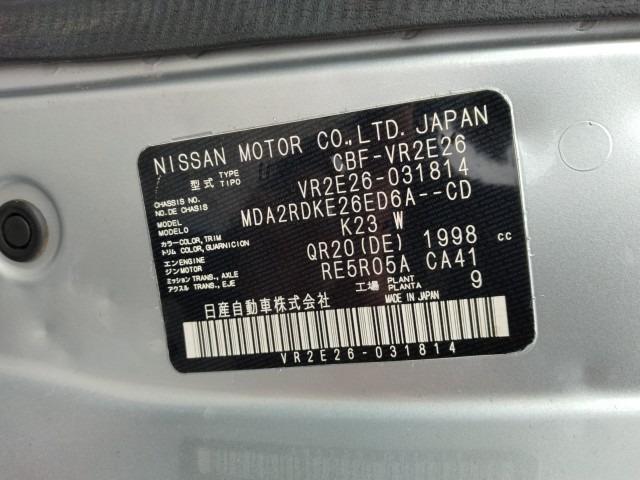 NISSAN MOTOR CO.,LTD. JAPAN
型式 TYPE TIPO CBF-VR2E26
CHASSIS NO. NO.DE CHASIS VR2E26-031814
MODEL MODELO MDA2RDKE26ED6A--CD
カラー COLOR, TRIM トリム COLOR, GUARNICION K23 W
エンジン ENGINE MOTOR QR20(DE) 1998 cc
ミッション TRANS., AXLE アクスル TRANS., EJE RE5R05A CA41
工場 PLANT PLANTA 9
日産自動車株式会社 MADE IN JAPAN
VR2E26-031814